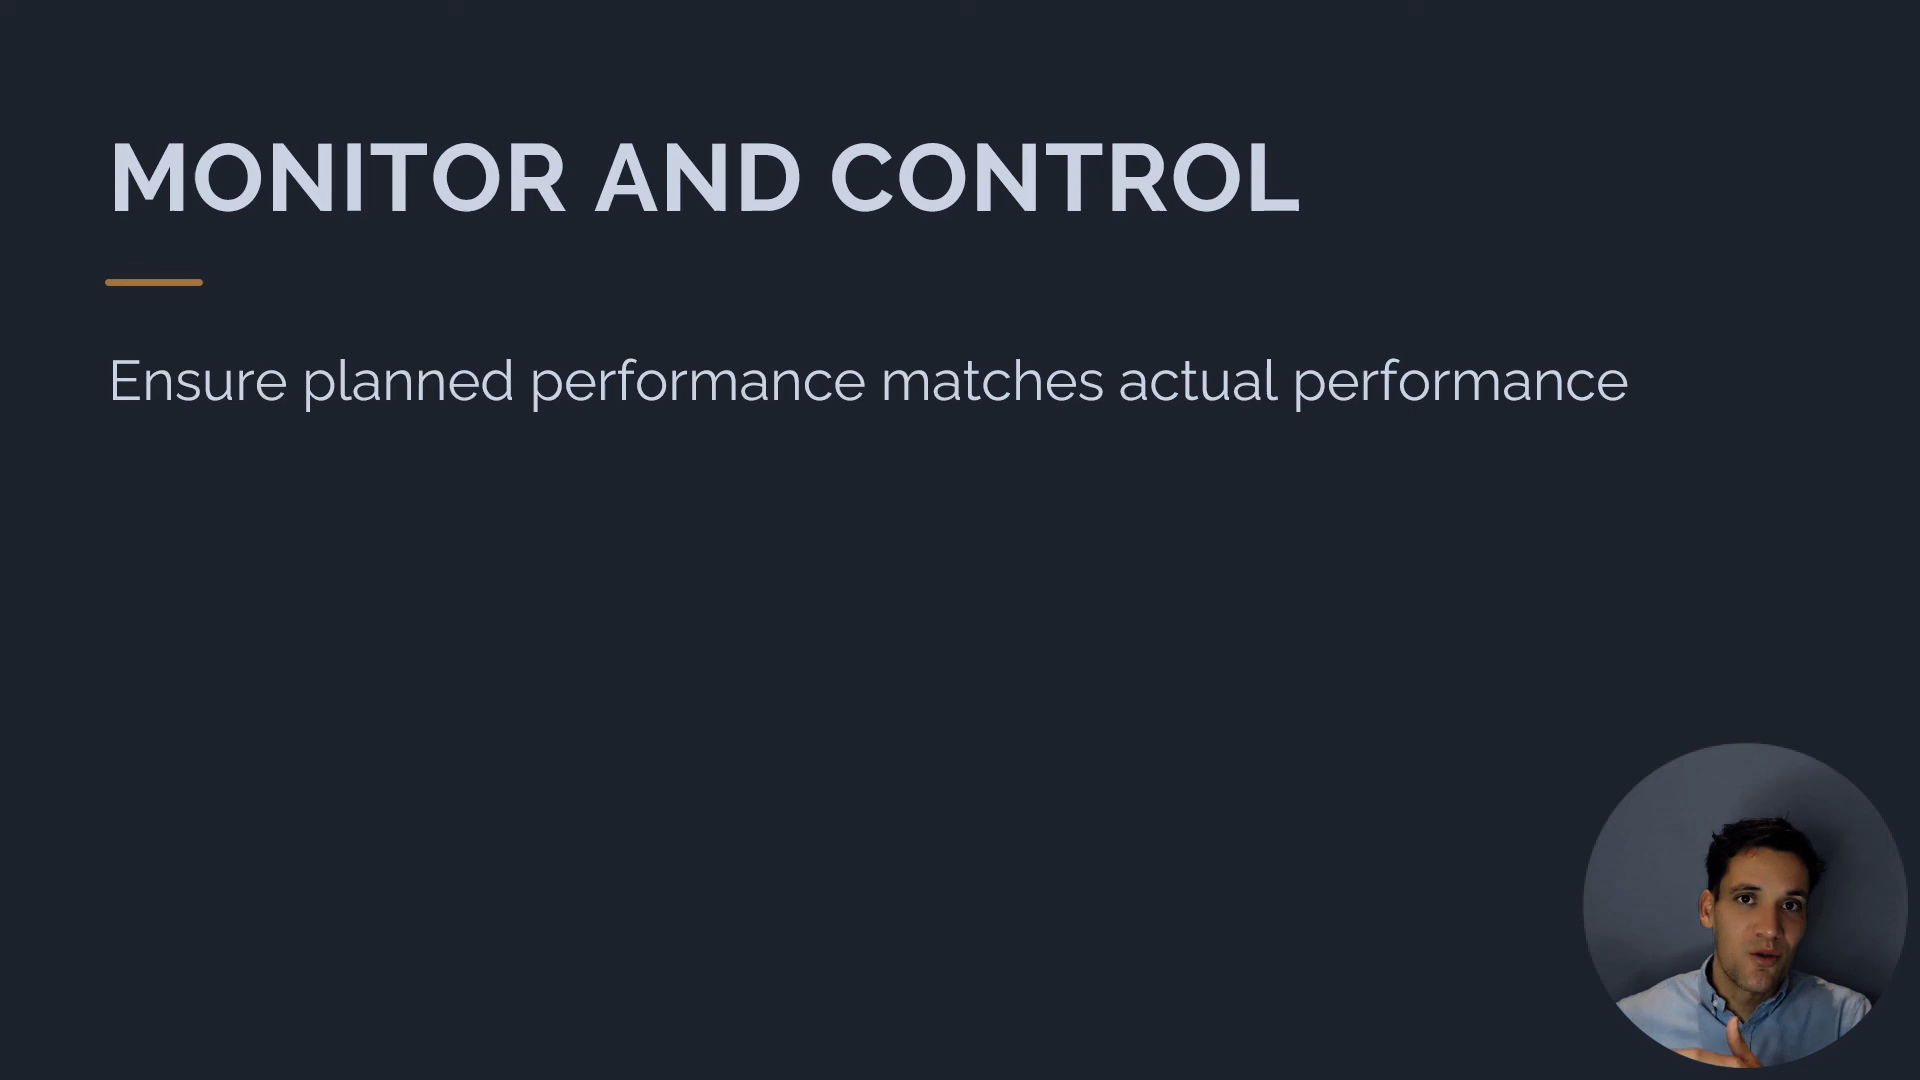 MONITOR AND CONTROL
Ensure planned performance matches actual performance